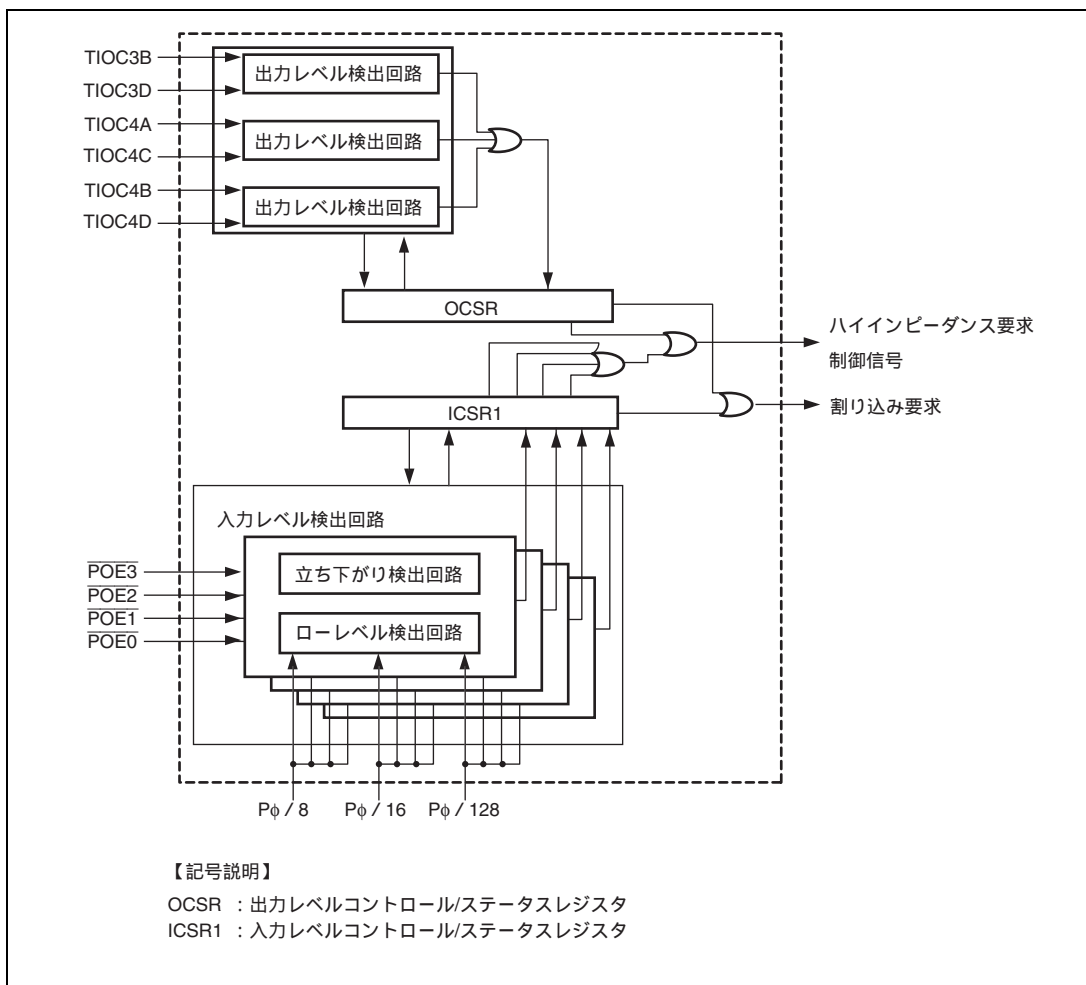 TIOC3B
TIOC3D
TIOC4A
TIOC4C
TIOC4B
TIOC4D
出力レベル検出回路
出力レベル検出回路
出力レベル検出回路
OCSR
ICSR1
ハイインピーダンス要求
制御信号
割り込み要求
入力レベル検出回路
立ち下がり検出回路
ローレベル検出回路
POE3
POE2
POE1
POE0
Pφ / 8
Pφ / 16
Pφ / 128
【記号説明】
OCSR :出力レベルコントロール/ステータスレジスタ
ICSR1 :入力レベルコントロール/ステータスレジスタ